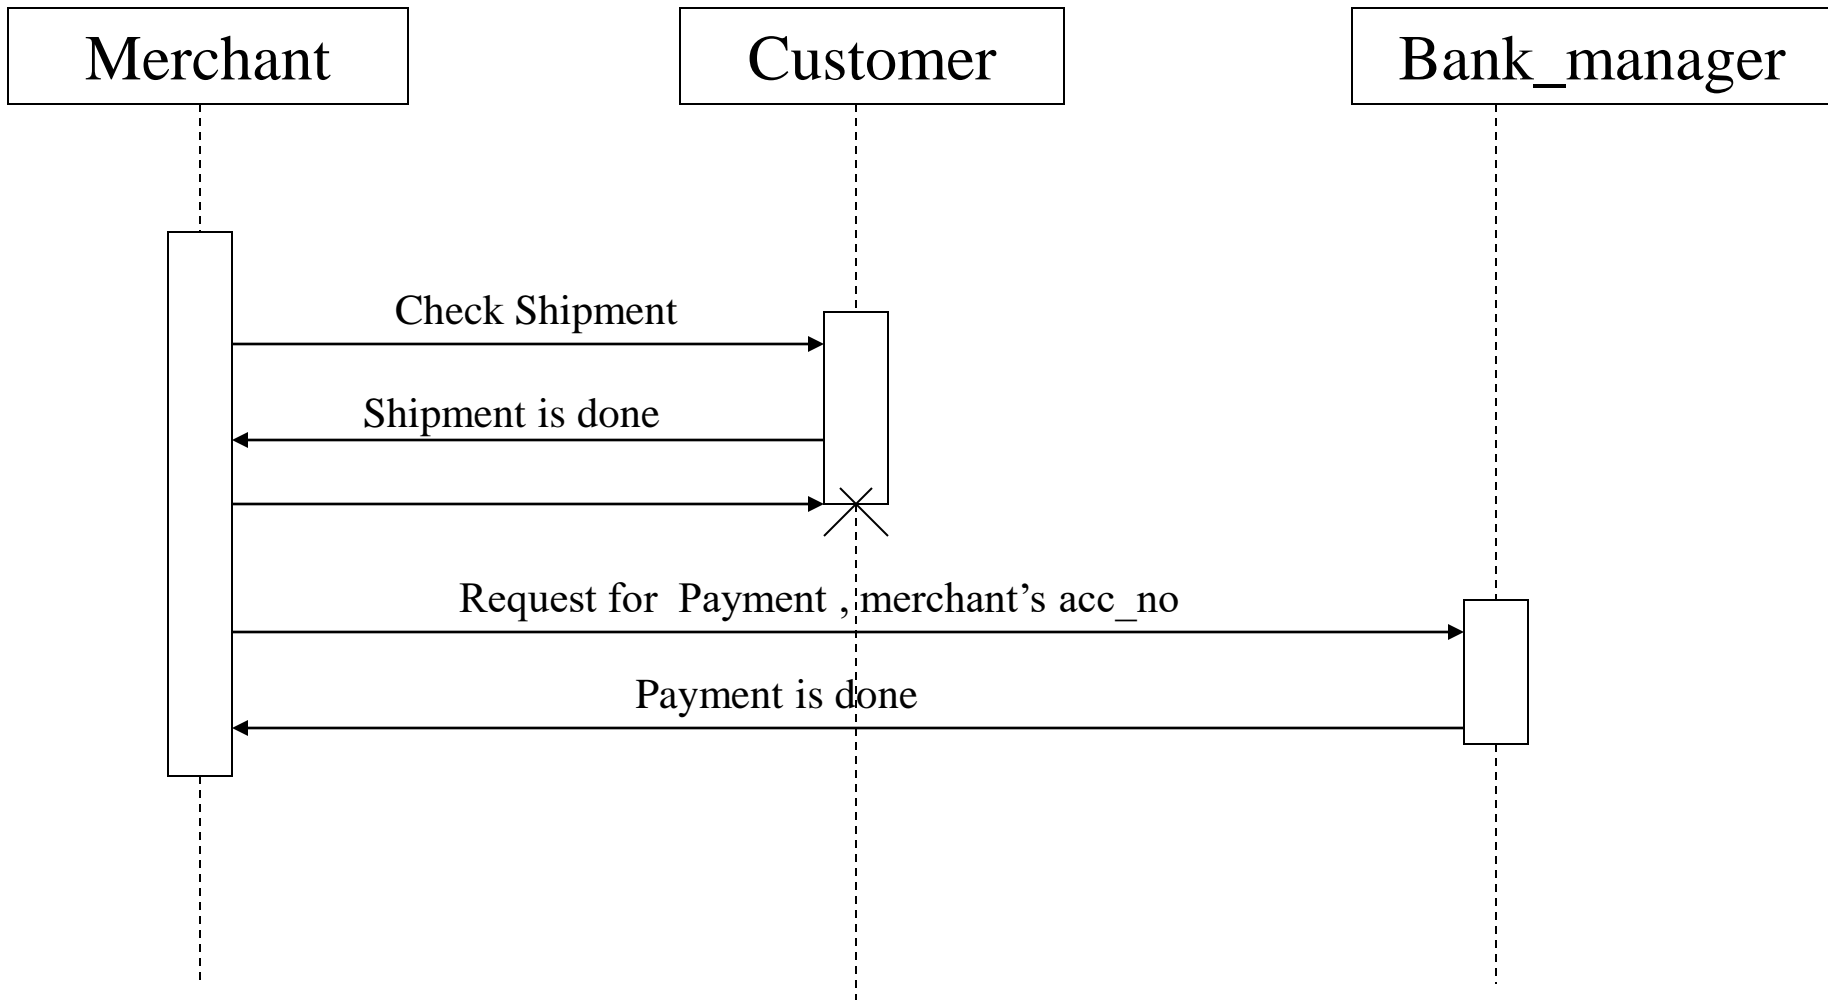 Merchant
Customer
Bank_manager
Check Shipment
Shipment is done
Request for  Payment , merchant’s acc_no
Payment is done